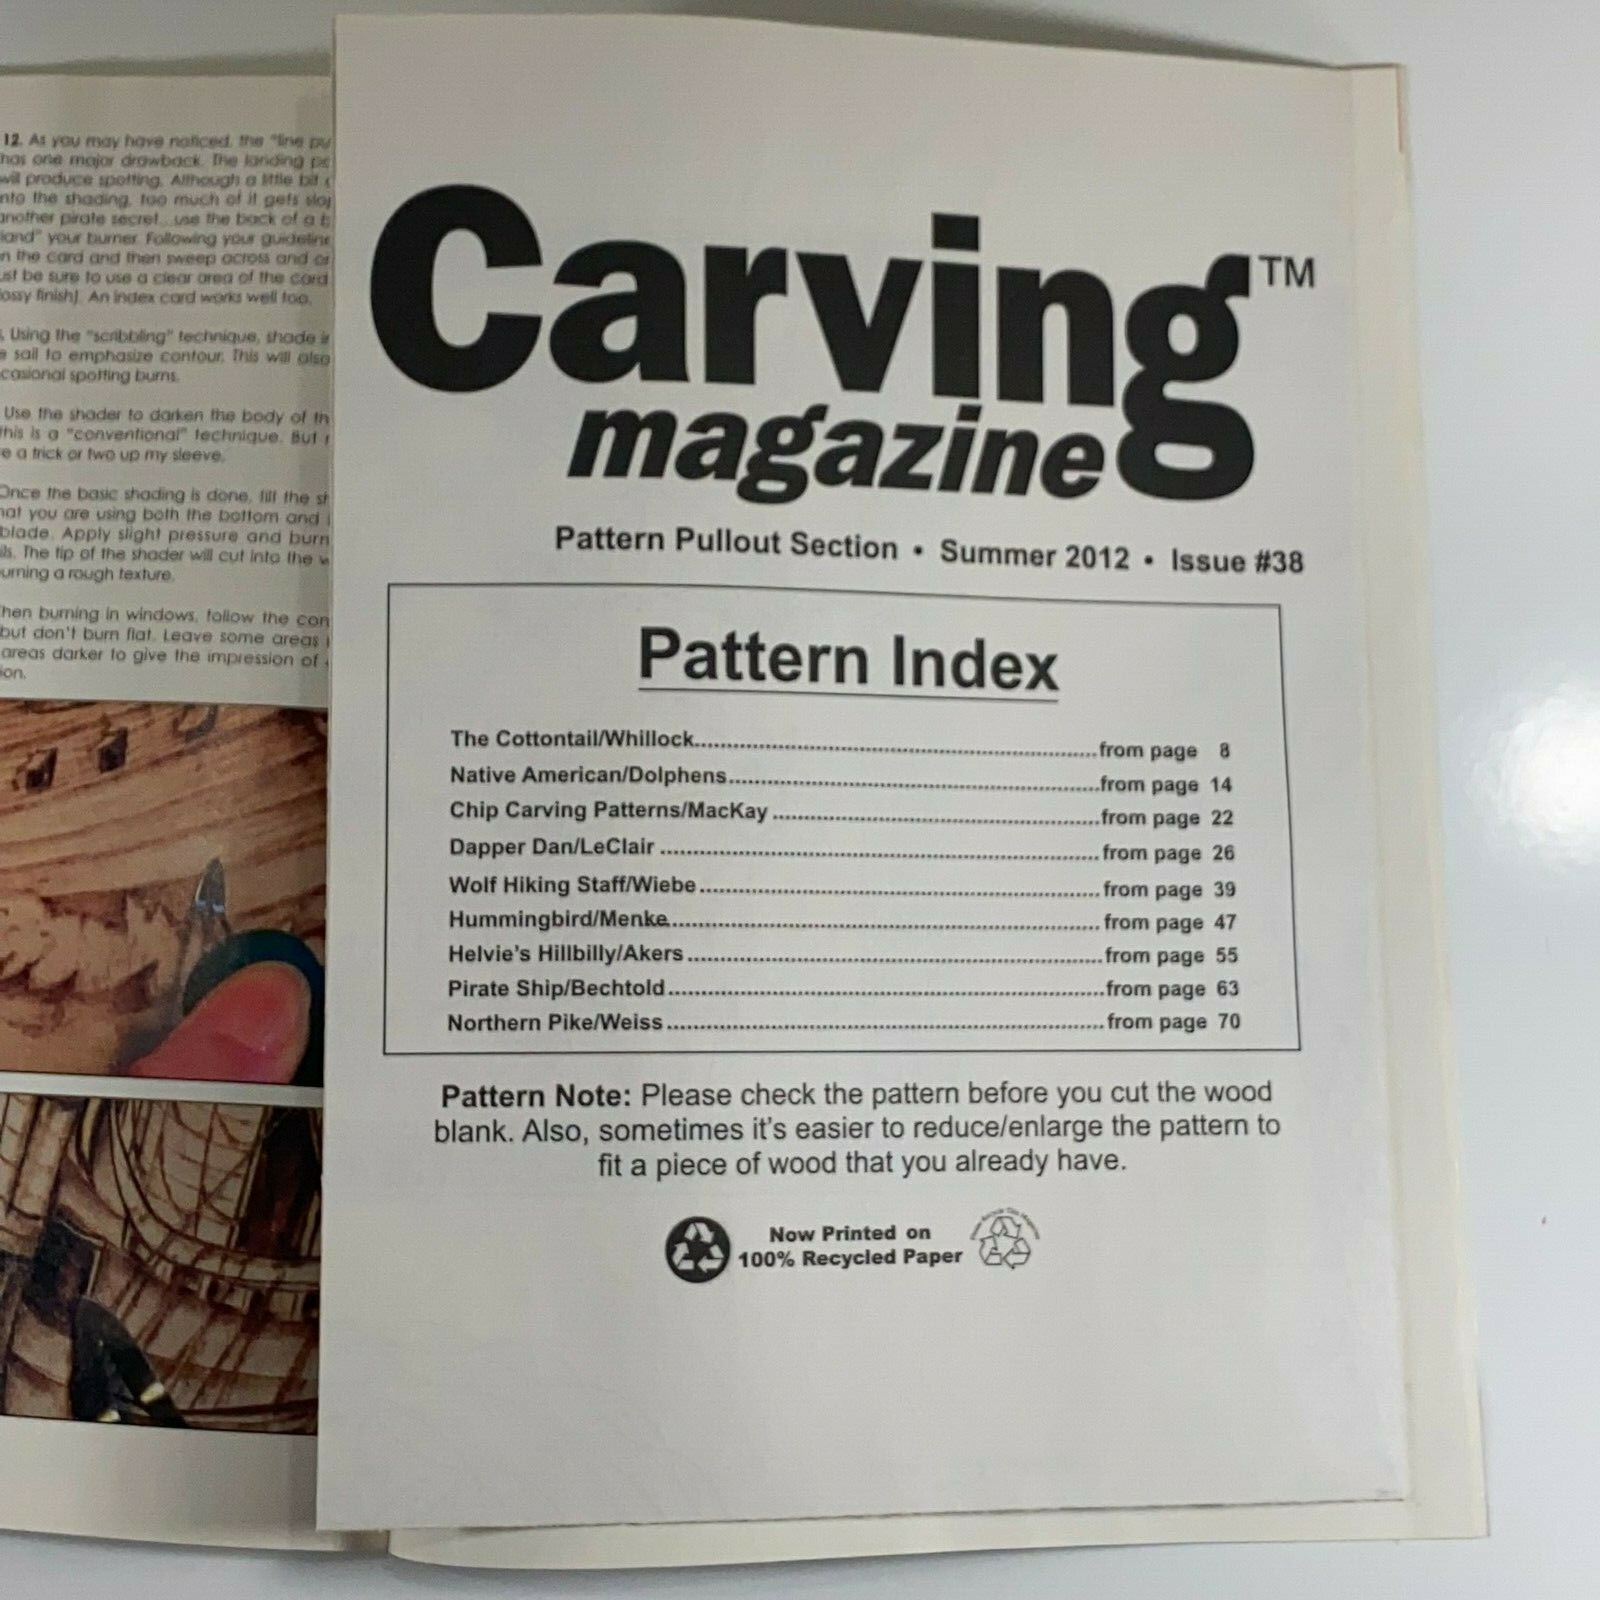 12. As you may have noticed, the "line
has one major drawback. The landing
will produce spotting. Although a little bit
the shading, too much of it gets
another pirate secret...use the back of a
your burner. Following your
the card and then sweep across and
be sure to use a clear area of the card
finish). An index card works well too.
Using the "scribbling" technique, shade
sail to emphasize contour. This will also
spotting burns.
Use the shader to darken the body of
this is a "conventional" technique. But
a trick or two up my sleeve.
Once the basic shading is done, fill the
you are using both the bottom and
blade. Apply slight pressure and burn
The tip of the shader will cut into the
a rough texture.
burning in windows, follow the
but don't burn flat. Leave some areas
areas darker to give the impression of
Carving™
magazine
Pattern Pullout Section • Summer 2012 • Issue #38
Pattern Index
The Cottontail/Whillock from page 8
Native American/Dolphens from page 14
Chip Carving Patterns/MacKay from page 22
Dapper Dan/LeClair from page 26
Wolf Hiking Staff/Wiebe from page 39
Hummingbird/Menke from page 47
Helvie's Hillbilly/Akers from page 55
Pirate Ship/Bechtold from page 63
Northern Pike/Weiss from page 70
Pattern Note: Please check the pattern before you cut the wood
blank. Also, sometimes it's easier to reduce/enlarge the pattern to
fit a piece of wood that you already have.
Now Printed on
100% Recycled Paper